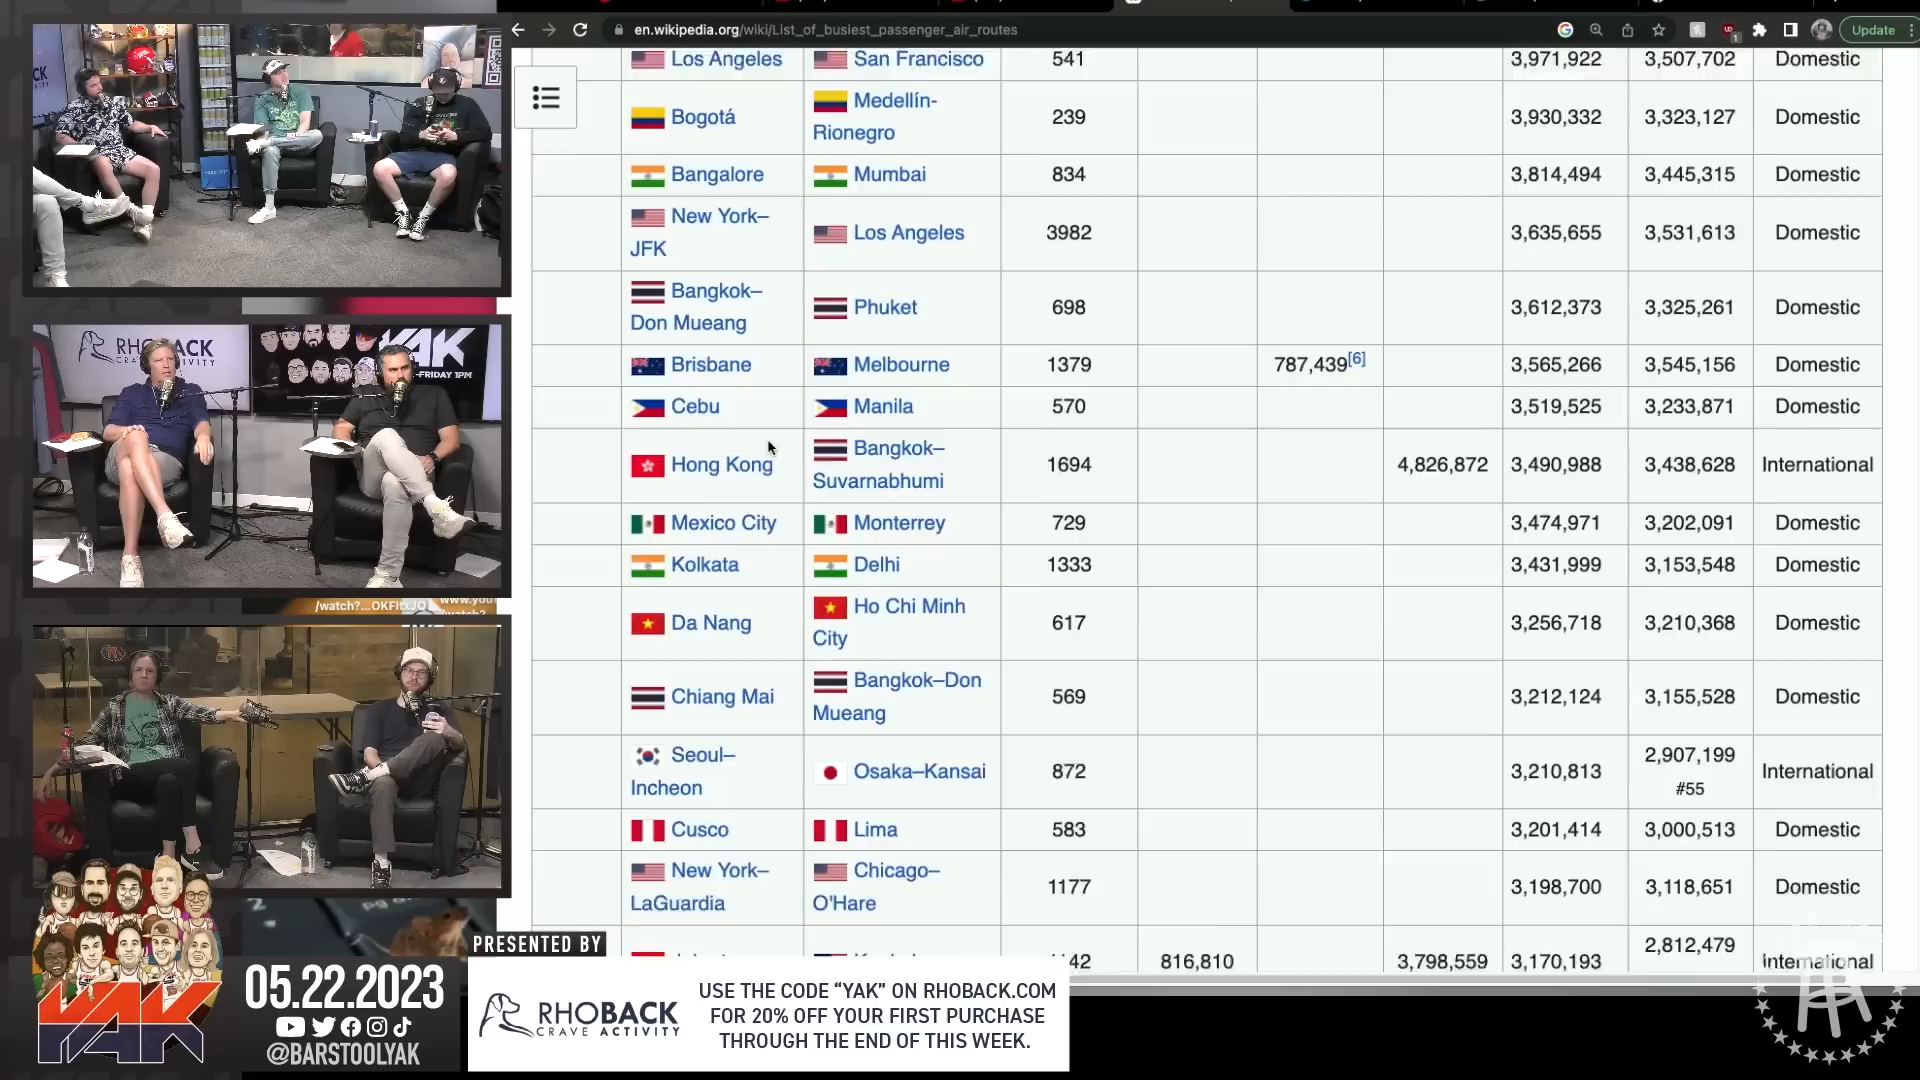 en.wikipedia.org/wiki/List_of_busiest_passenger_air_routes
Update
Los Angeles San Francisco 541 3,971,922 3,507,702 Domestic
Bogotá Medellín-
Rionegro 239 3,930,332 3,323,127 Domestic
Bangalore Mumbai 834 3,814,494 3,445,315 Domestic
New York–
JFK Los Angeles 3982 3,635,655 3,531,613 Domestic
Bangkok–
Don Mueang Phuket 698 3,612,373 3,325,261 Domestic
Brisbane Melbourne 1379 787,439[6] 3,565,266 3,545,156 Domestic
Cebu Manila 570 3,519,525 3,233,871 Domestic
Hong Kong Bangkok–
Suvarnabhumi 1694 4,826,872 3,490,988 3,438,628 International
Mexico City Monterrey 729 3,474,971 3,202,091 Domestic
Kolkata Delhi 1333 3,431,999 3,153,548 Domestic
Da Nang Ho Chi Minh
City 617 3,256,718 3,210,368 Domestic
Chiang Mai Bangkok–Don
Mueang 569 3,212,124 3,155,528 Domestic
Seoul–
Incheon Osaka–Kansai 872 3,210,813 2,907,199
#55 International
Cusco Lima 583 3,201,414 3,000,513 Domestic
New York–
LaGuardia Chicago–
O'Hare 1177 3,198,700 3,118,651 Domestic
816,810 3,798,559 3,170,193 2,812,479
International
RHOBACK
CRAVE ACTIVITY
YAK
-FRIDAY 1PM
/watch?...
PRESENTED BY
YAK
05.22.2023
@BARSTOOLYAK
RHOBACK
CRAVE ACTIVITY
USE THE CODE “YAK” ON RHOBACK.COM
FOR 20% OFF YOUR FIRST PURCHASE
THROUGH THE END OF THIS WEEK.